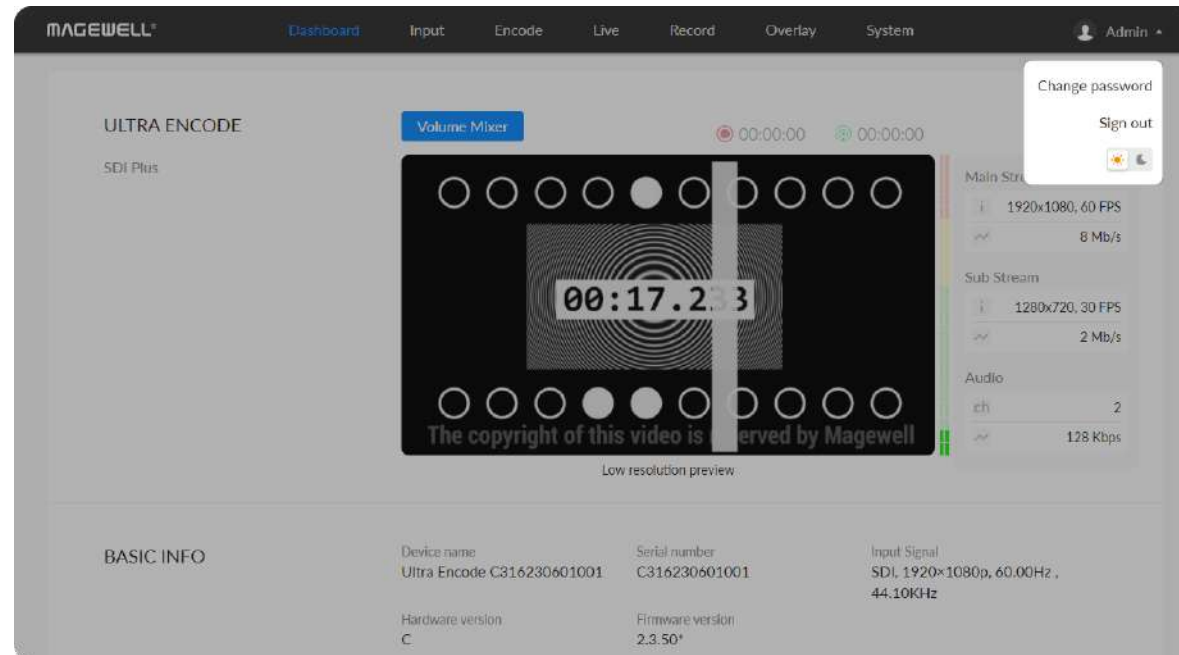 MAGEWELL®
Dashboard Input Encode Live Record Overlay System Admin
Change password
Sign out
ULTRA ENCODE
SDI Plus
Volume Mixer
00:00:00 00:00:00
00:17.233
The copyright of this video is reserved by Magewell
Low resolution preview
Main Stre
i 1920x1080, 60 FPS
8 Mb/s
Sub Stream
i 1280x720, 30 FPS
2 Mb/s
Audio
ch 2
128 Kbps
BASIC INFO
Device name
Ultra Encode C316230601001
Serial number
C316230601001
Input Signal
SDI, 1920×1080p, 60.00Hz ,
44.10KHz
Hardware version
C
Firmware version
2.3.50*